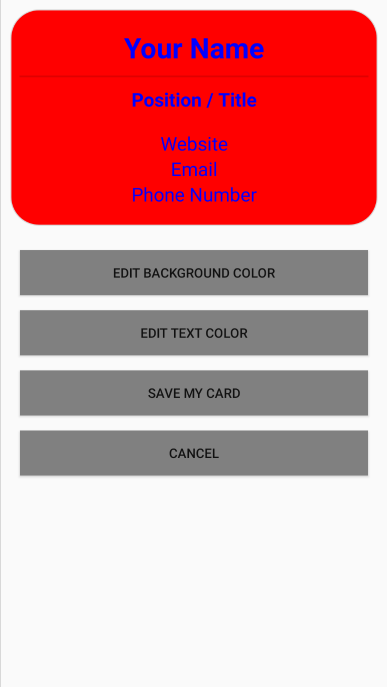 Your Name
Position / Title
Website
Email
Phone Number
EDIT BACKGROUND COLOR
EDIT TEXT COLOR
SAVE MY CARD
CANCEL